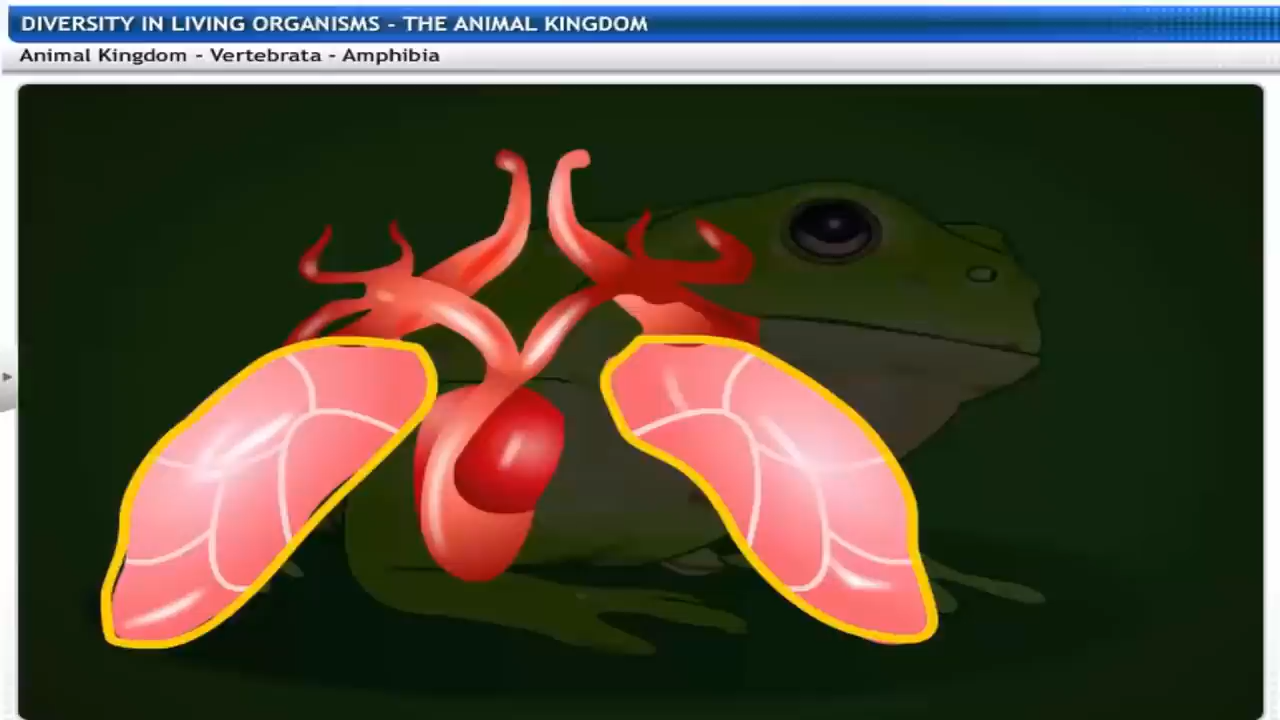 DIVERSITY IN LIVING ORGANISMS - THE ANIMAL KINGDOM
Animal Kingdom - Vertebrata - Amphibia